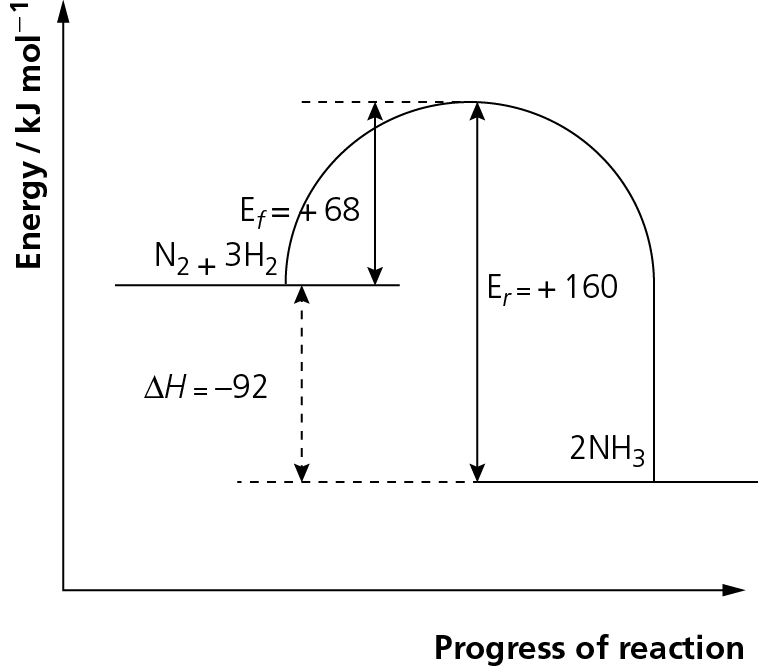 Energy / kJ mol⁻¹
E_f = + 68
N₂ + 3H₂
E_r = + 160
ΔH = –92
2NH₃
Progress of reaction